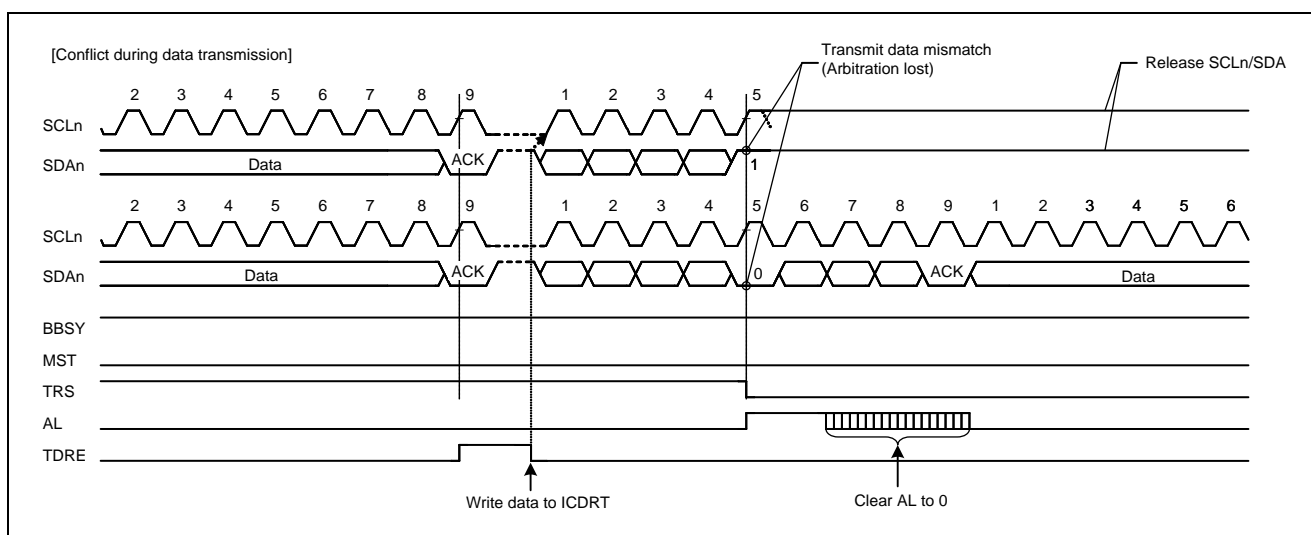 [Conflict during data transmission]
Transmit data mismatch
(Arbitration lost)
Release SCLn/SDA
2 3 4 5 6 7 8 9 1 2 3 4 5
SCLn
SDAn Data ACK 1
2 3 4 5 6 7 8 9 1 2 3 4 5 6 7 8 9 1 2 3 4 5 6
SCLn
SDAn Data ACK 0 ACK Data
BBSY
MST
TRS
AL
TDRE
Write data to ICDRT
Clear AL to 0